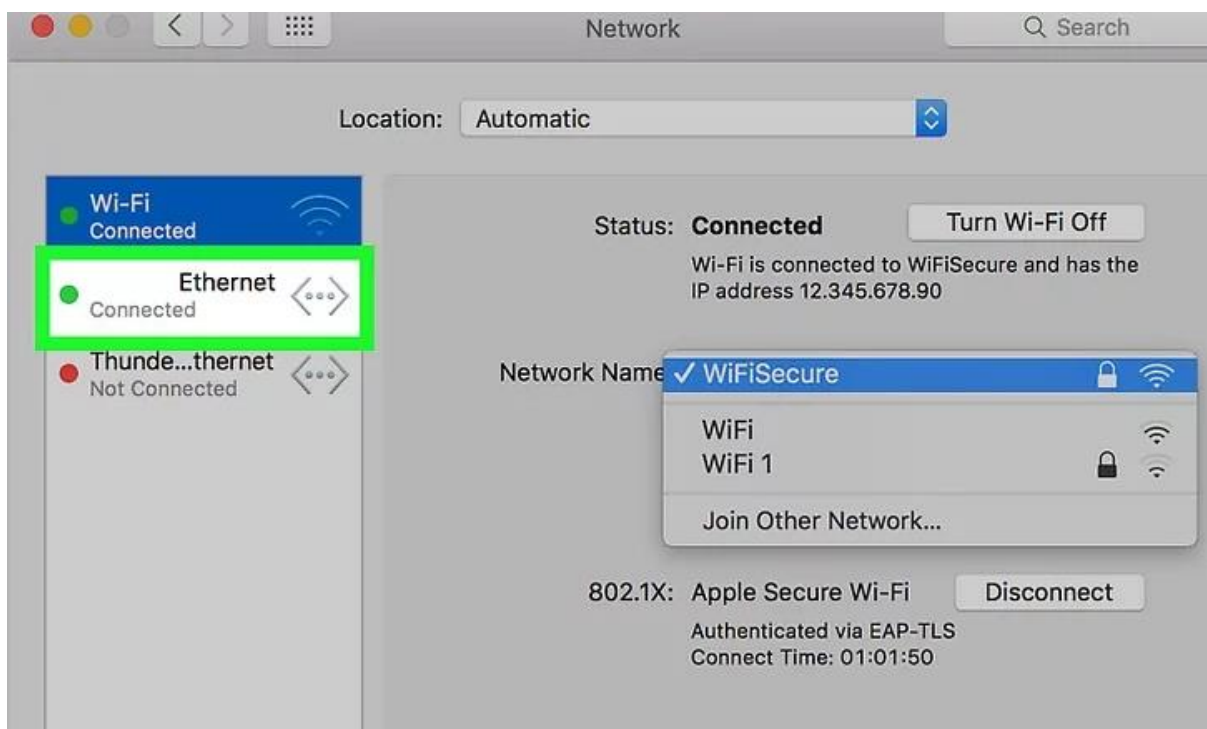 Network
Search
Location: Automatic
Wi-Fi
Connected
Ethernet
Connected
Thunde...thernet
Not Connected
Status: Connected
Turn Wi-Fi Off
Wi-Fi is connected to WiFiSecure and has the
IP address 12.345.678.90
Network Name
✓ WiFiSecure
WiFi
WiFi 1
Join Other Network...
802.1X: Apple Secure Wi-Fi
Disconnect
Authenticated via EAP-TLS
Connect Time: 01:01:50